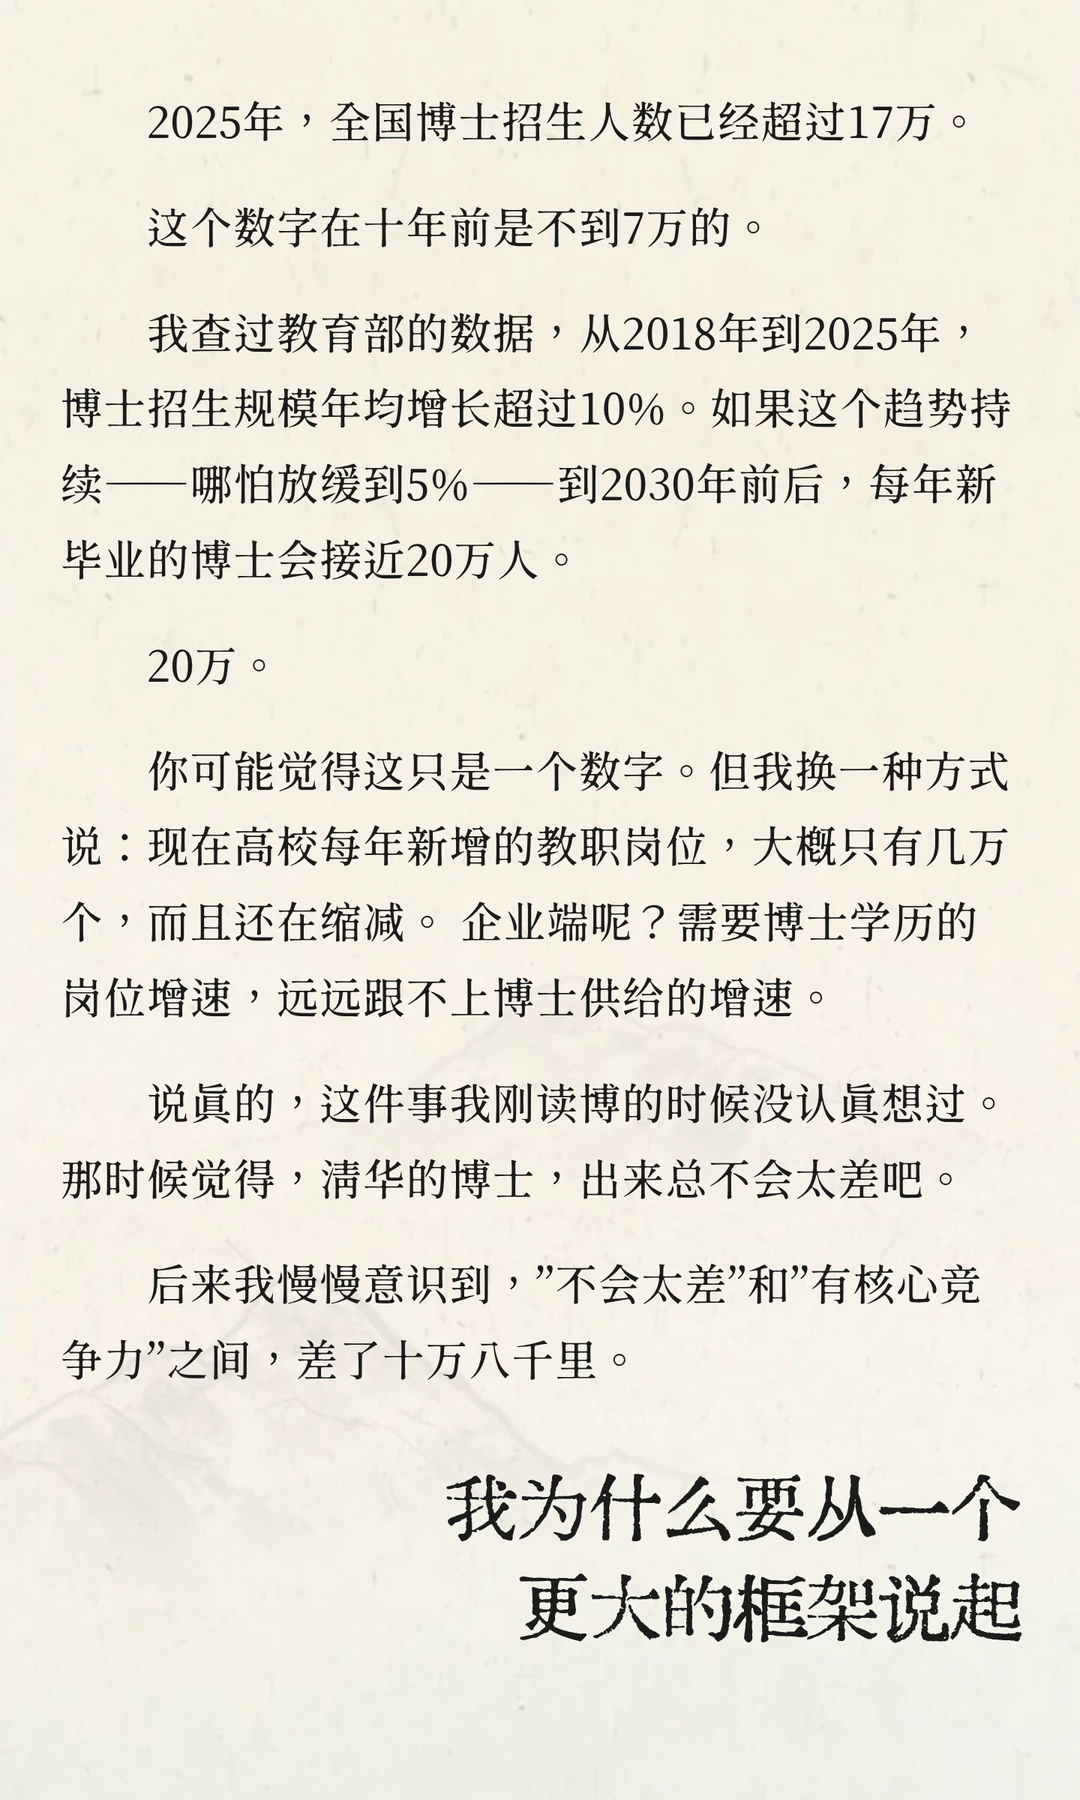 2025年，全国博士招生人数已经超过17万。
这个数字在十年前是不到7万的。
我查过教育部的数据，从2018年到2025年，
博士招生规模年均增长超过10%。如果这个趋势持
续——哪怕放缓到5%——到2030年前后，每年新
毕业的博士会接近20万人。
20万。
你可能觉得这只是一个数字。但我换一种方式
说：现在高校每年新增的教职岗位，大概只有几万
个，而且还在缩减。 企业端呢？需要博士学历的
岗位增速，远远跟不上博士供给的增速。
说真的，这件事我刚读博的时候没认真想过。
那时候觉得，清华的博士，出来总不会太差吧。
后来我慢慢意识到，”不会太差”和”有核心竞
争力”之间，差了十万八千里。
我为什么要从一个
更大的框架说起